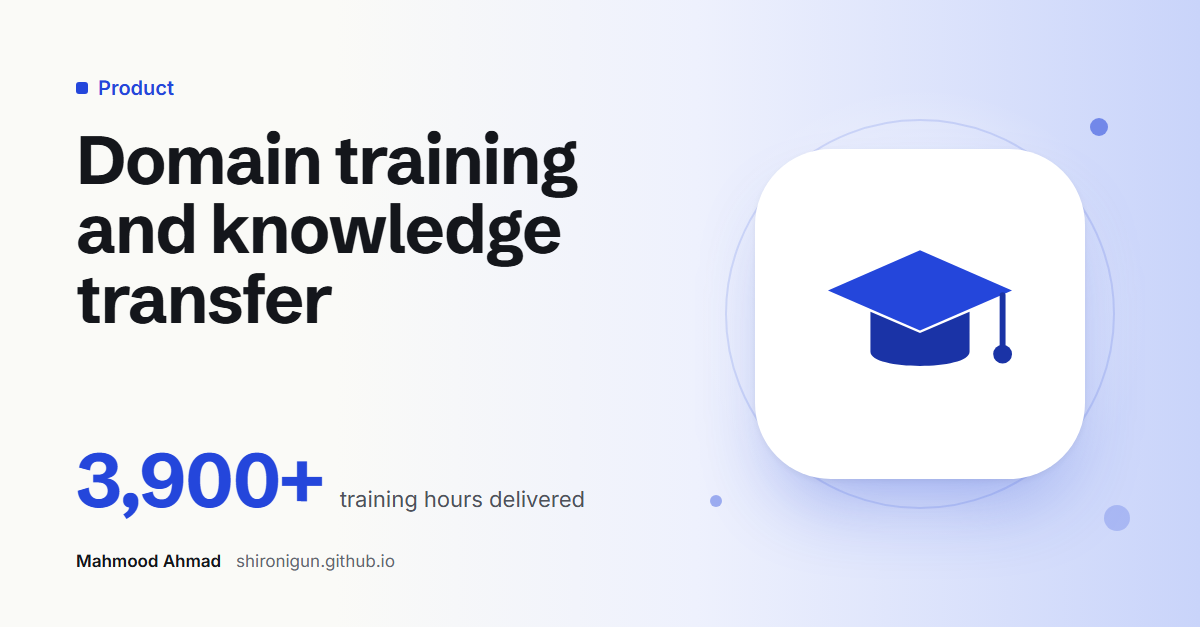 Product
Domain training
and knowledge
transfer
3,900+ training hours delivered
Mahmood Ahmad shironigun.github.io